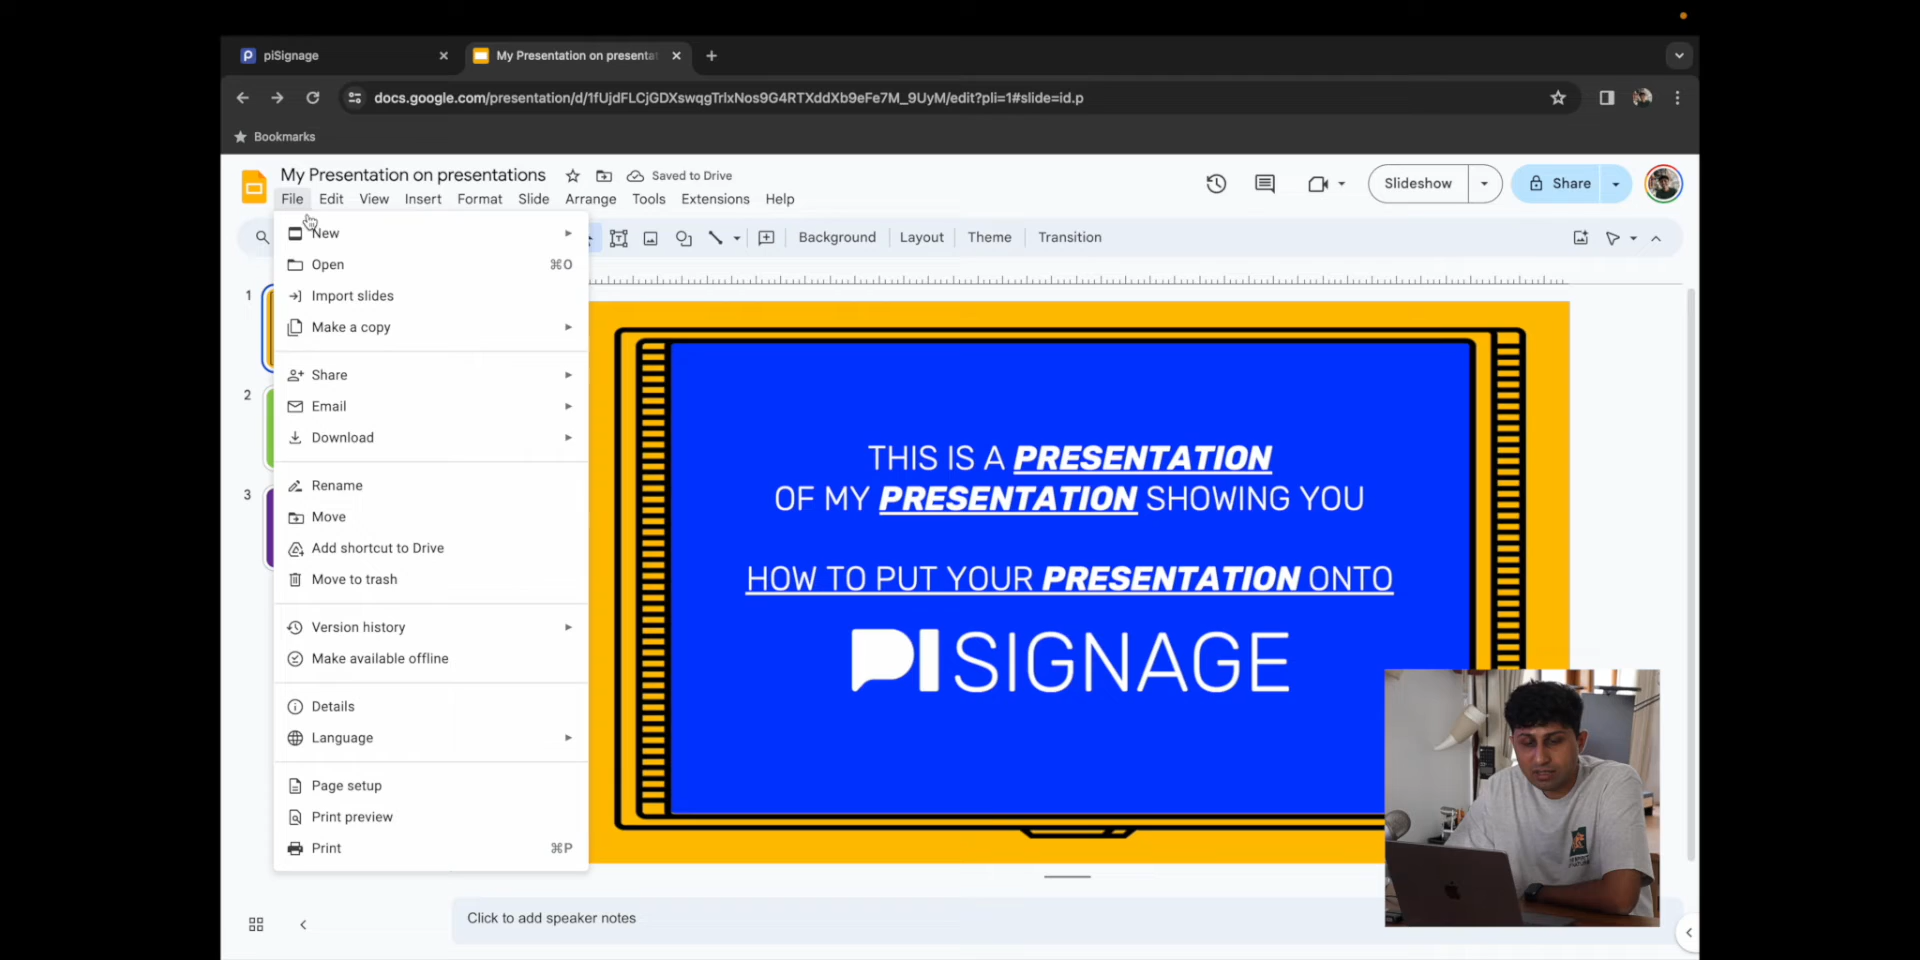 piSignage
My Presentation on presenta
docs.google.com/presentation/d/1fUjdFLCjGDXswqgTrIxNos9G4RTXddXb9eFe7M_9UyM/edit?pli=1#slide=id.p
Bookmarks
My Presentation on presentations
Saved to Drive
File Edit View Insert Format Slide Arrange Tools Extensions Help
Slideshow
Share
Background Layout Theme Transition
New
Open ⌘O
Import slides
Make a copy
Share
Email
Download
Rename
Move
Add shortcut to Drive
Move to trash
Version history
Make available offline
Details
Language
Page setup
Print preview
Print ⌘P
1
2
3
THIS IS A PRESENTATION
OF MY PRESENTATION SHOWING YOU
HOW TO PUT YOUR PRESENTATION ONTO
PI SIGNAGE
Click to add speaker notes